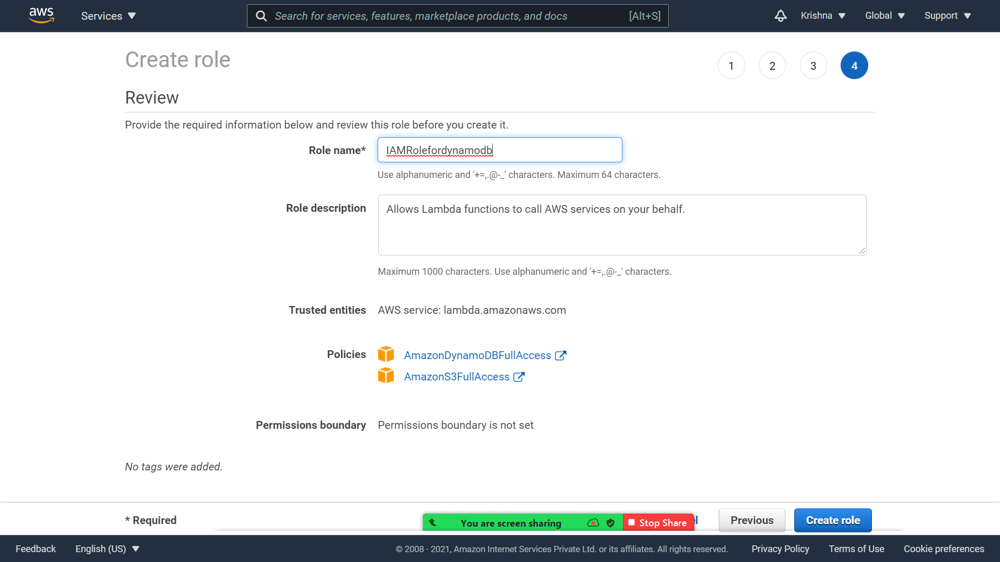 aws
Services
Search for services, features, marketplace products, and docs
[Alt+S]
Krishna
Global
Support
Create role
1
2
3
4
Review
Provide the required information below and review this role before you create it.
Role name*
IAMRolefordynamodb
Use alphanumeric and '+=,.@-_' characters. Maximum 64 characters.
Role description
Allows Lambda functions to call AWS services on your behalf.
Maximum 1000 characters. Use alphanumeric and '+=,.@-_' characters.
Trusted entities
AWS service: lambda.amazonaws.com
Policies
AmazonDynamoDBFullAccess
AmazonS3FullAccess
Permissions boundary
Permissions boundary is not set
No tags were added.
* Required
You are screen sharing
Stop Share
Previous
Create role
Feedback
English (US)
© 2008 - 2021, Amazon Internet Services Private Ltd. or its affiliates. All rights reserved.
Privacy Policy
Terms of Use
Cookie preferences